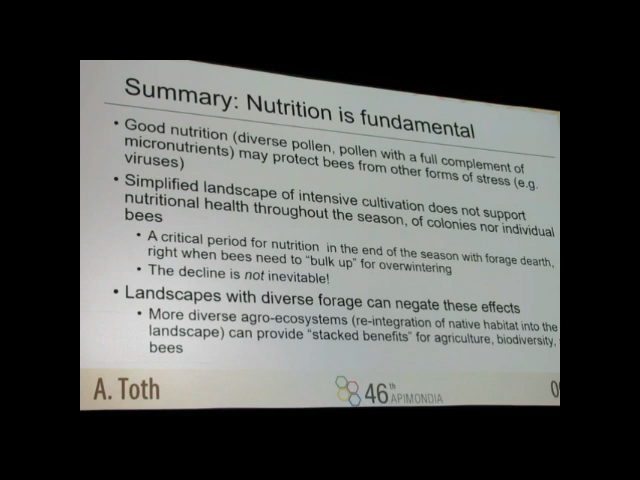 Summary: Nutrition is fundamental
• Good nutrition (diverse pollen, pollen with a full complement of
micronutrients) may protect bees from other forms of stress (e.g.
viruses)
• Simplified landscape of intensive cultivation does not support
nutritional health throughout the season, of colonies nor individual
bees
• A critical period for nutrition in the end of the season with forage dearth,
right when bees need to “bulk up” for overwintering
• The decline is not inevitable!
• Landscapes with diverse forage can negate these effects
• More diverse agro-ecosystems (re-integration of native habitat into the
landscape) can provide “stacked benefits” for agriculture, biodiversity,
bees
A. Toth
46th APIMONDIA